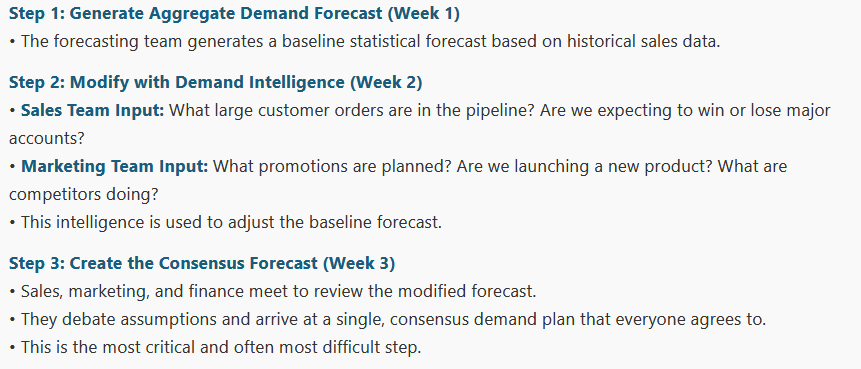 Step 1: Generate Aggregate Demand Forecast (Week 1)
• The forecasting team generates a baseline statistical forecast based on historical sales data.
Step 2: Modify with Demand Intelligence (Week 2)
• Sales Team Input: What large customer orders are in the pipeline? Are we expecting to win or lose major
accounts?
• Marketing Team Input: What promotions are planned? Are we launching a new product? What are
competitors doing?
• This intelligence is used to adjust the baseline forecast.
Step 3: Create the Consensus Forecast (Week 3)
• Sales, marketing, and finance meet to review the modified forecast.
• They debate assumptions and arrive at a single, consensus demand plan that everyone agrees to.
• This is the most critical and often most difficult step.